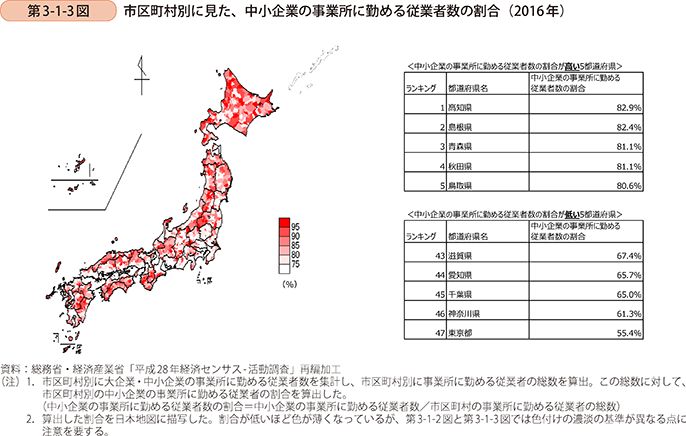 第3-1-3図
市区町村別に見た、中小企業の事業所に勤める従業者数の割合（2016年）
＜中小企業の事業所に勤める従業者数の割合が高い5都道府県＞
ランキング 都道府県名 中小企業の事業所に勤める
従業者数の割合
1 高知県 82.9%
2 島根県 82.4%
3 青森県 81.1%
4 秋田県 81.1%
5 鳥取県 80.6%
＜中小企業の事業所に勤める従業者数の割合が低い5都道府県＞
ランキング 都道府県名 中小企業の事業所に勤める
従業者数の割合
43 滋賀県 67.4%
44 愛知県 65.7%
45 千葉県 65.0%
46 神奈川県 61.3%
47 東京都 55.4%
95
90
85
80
75
（%）
資料：総務省・経済産業省「平成28年経済センサス-活動調査」再編加工
（注）1. 市区町村別に大企業・中小企業の事業所に勤める従業者数を集計し、市区町村別に事業所に勤める従業者の総数を算出。この総数に対して、
市区町村別の中小企業の事業所に勤める従業者数の割合を算出した。
（中小企業の事業所に勤める従業者数の割合＝中小企業の事業所に勤める従業者数／市区町村の事業所に勤める従業者の総数）
2. 算出した割合を日本地図に描写した。割合が低いほど色が薄くなっているが、第3-1-2図と第3-1-3図では色付けの濃淡の基準が異なる点に
注意を要する。